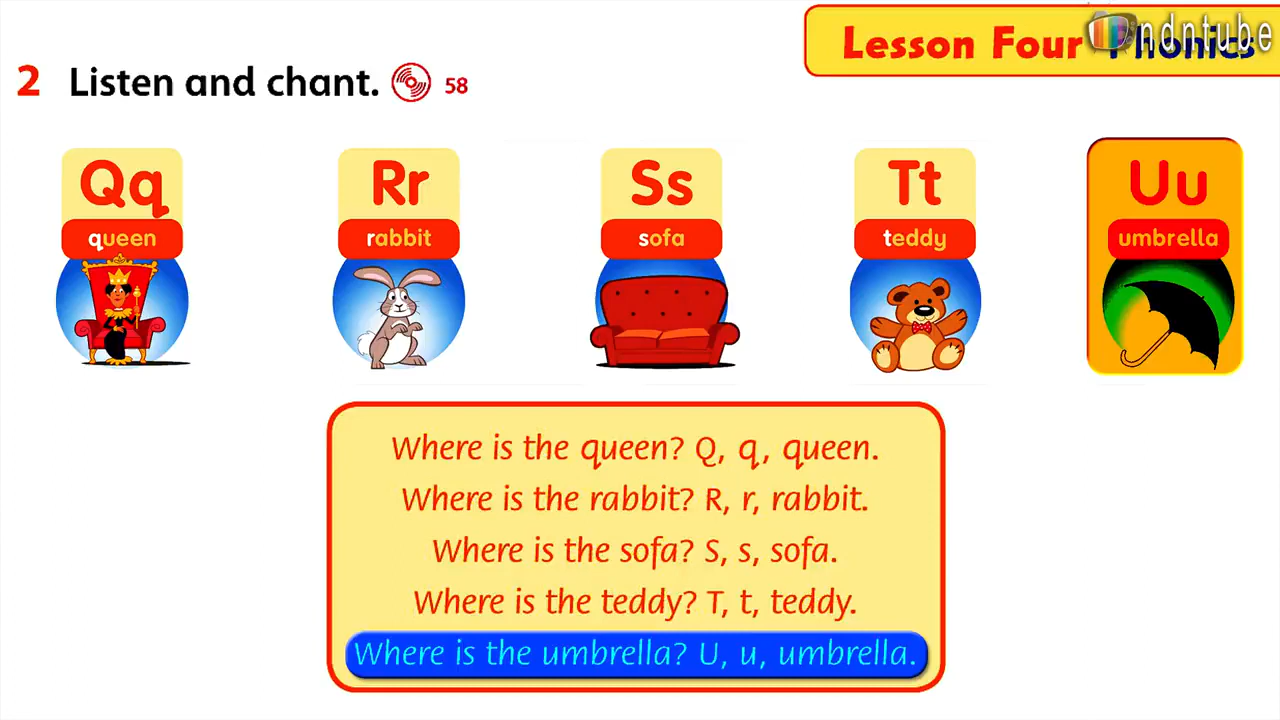 Lesson Four Phonics
ndntube
2 Listen and chant. 58
Qq
queen
Rr
rabbit
Ss
sofa
Tt
teddy
Uu
umbrella
Where is the queen? Q, q, queen.
Where is the rabbit? R, r, rabbit.
Where is the sofa? S, s, sofa.
Where is the teddy? T, t, teddy.
Where is the umbrella? U, u, umbrella.